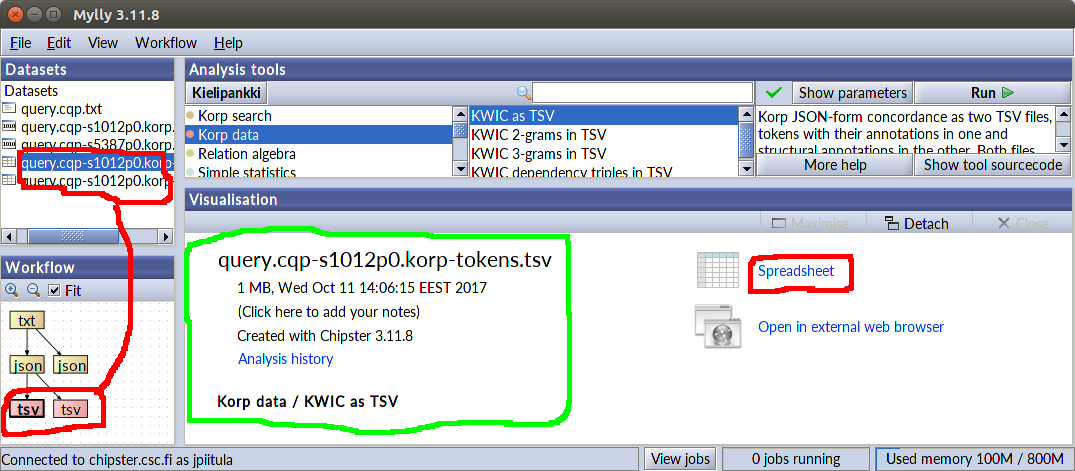 Mylly 3.11.8
File Edit View Workflow Help
Datasets
Datasets
query.cqp.txt
query.cqp-s1012p0.korp.
query.cqp-s5387p0.korp.
query.cqp-s1012p0.korp-
query.cqp-s1012p0.korp-
Workflow
Fit
txt
json json
tsv tsv
Analysis tools
Kielipankki
Show parameters Run
Korp search
Korp data
Relation algebra
Simple statistics
KWIC as TSV
KWIC 2-grams in TSV
KWIC 3-grams in TSV
KWIC dependency triples in TSV
Korp JSON-form concordance as two TSV files,
tokens with their annotations in one and
structural annotations in the other. Both files
More help Show tool sourcecode
Visualisation
Maximise Detach Close
query.cqp-s1012p0.korp-tokens.tsv
1 MB, Wed Oct 11 14:06:15 EEST 2017
(Click here to add your notes)
Created with Chipster 3.11.8
Analysis history
Korp data / KWIC as TSV
Spreadsheet
Open in external web browser
Connected to chipster.csc.fi as jpiitula
View jobs 0 jobs running Used memory 100M / 800M